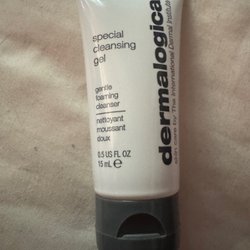 special
cleansing
gel
gentle
foaming
cleanser
nettoyant
moussant
doux
0.5 US FL OZ
15 mL e
dermalogica
skin care by The International Dermal Institute